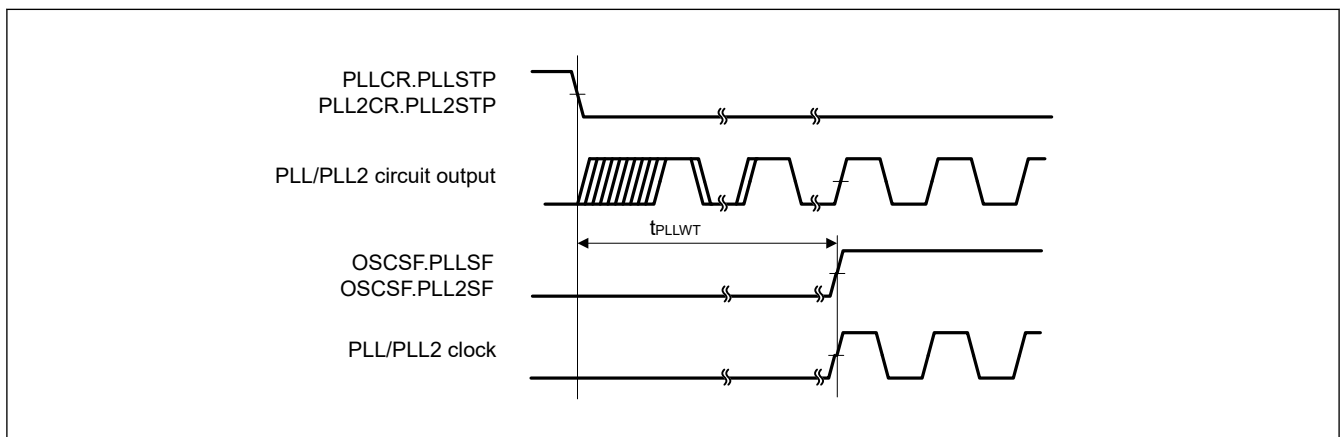 PLLCR.PLLSTP
PLL2CR.PLL2STP
PLL/PLL2 circuit output
tPLLWT
OSCSF.PLLSF
OSCSF.PLL2SF
PLL/PLL2 clock